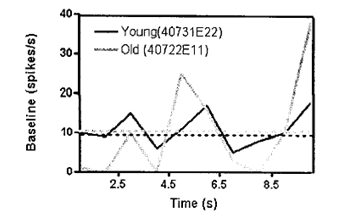 40
30
20
10
0
Baseline (spikes/s)
Young(40731E22)
Old (40722E11)
2.5 4.5 6.5 8.5
Time (s)